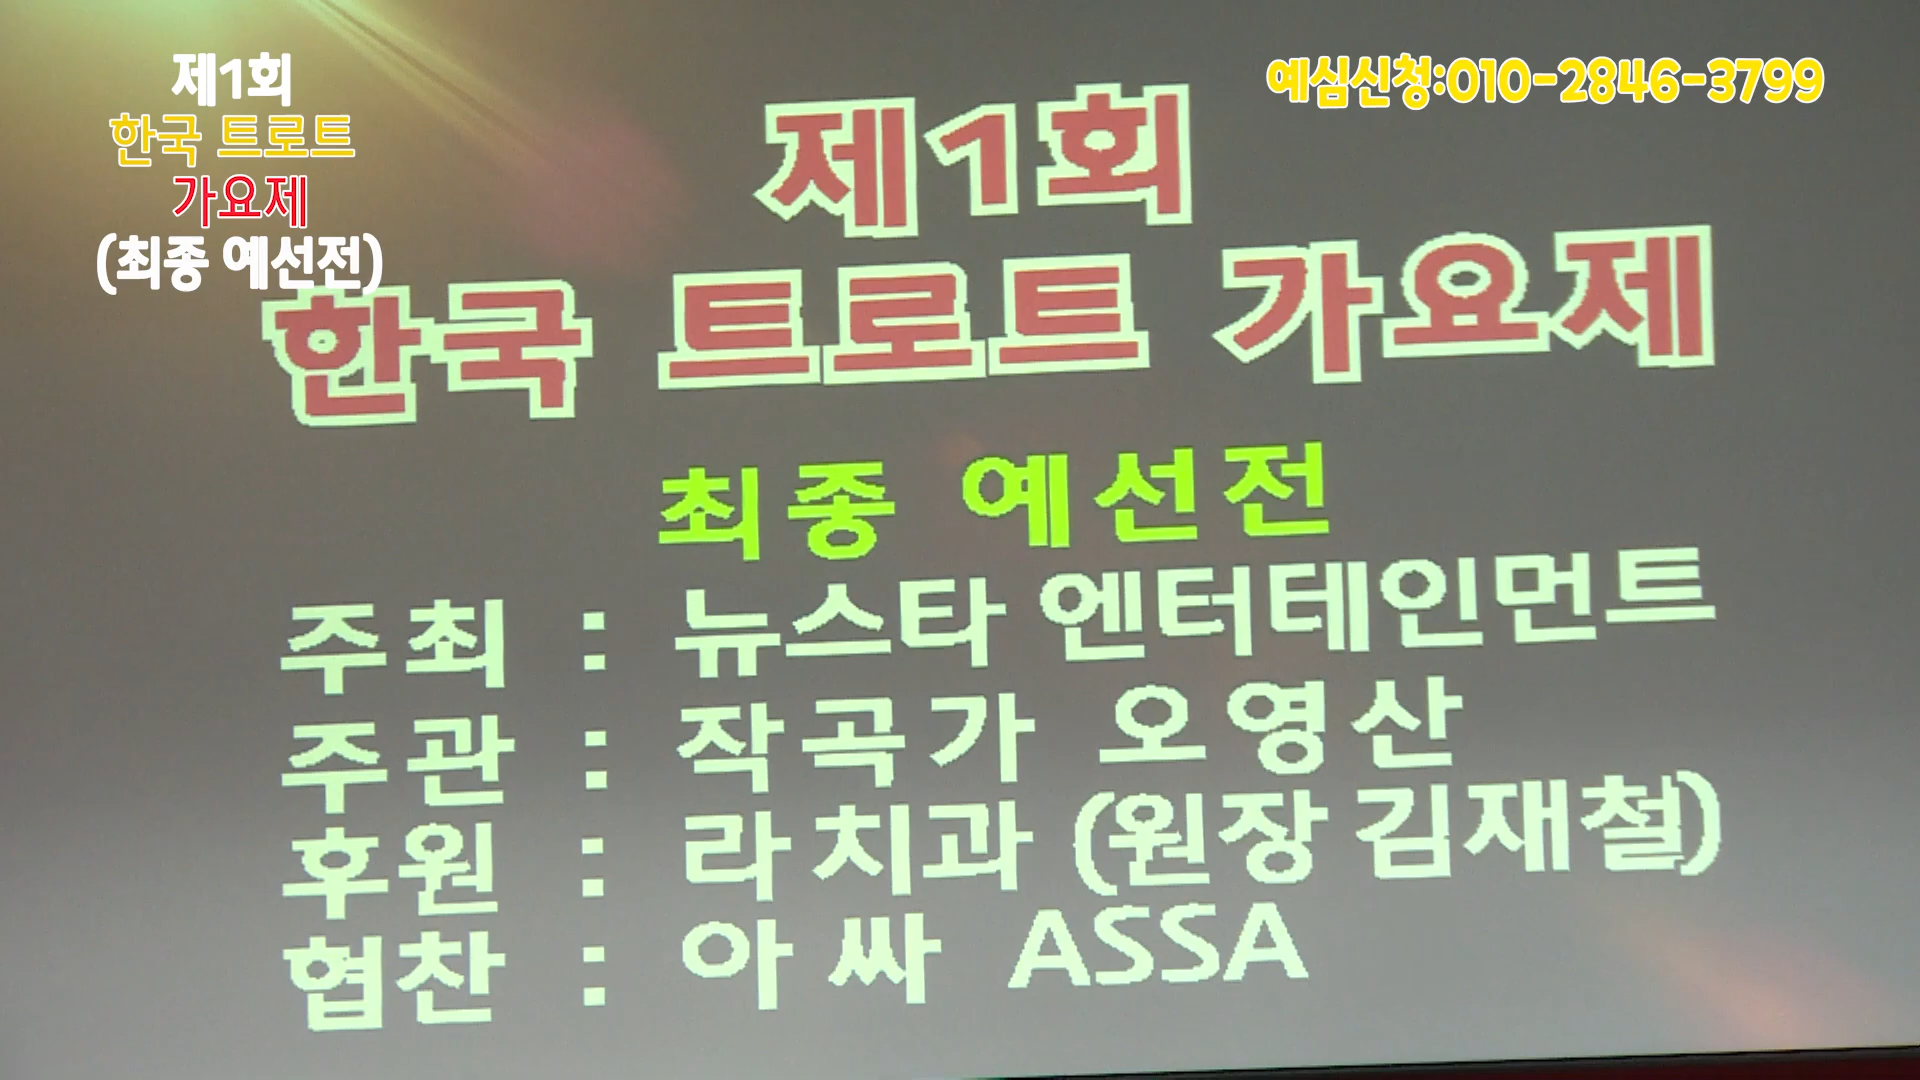 제1회
한국 트로트
가요제
(최종 예선전)
예심신청:010-2846-3799
제1회
한국 트로트 가요제
최종 예선전
주최 : 뉴스타 엔터테인먼트
주관 : 작곡가 오영산
후원 : 라치과 (원장 김재철)
협찬 : 아싸 ASSA